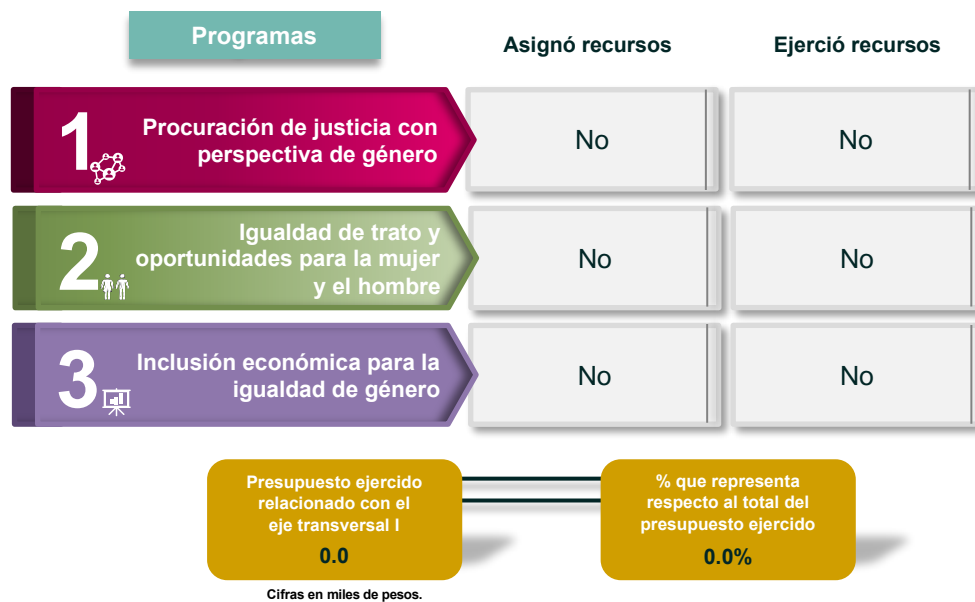 Programas
Asignó recursos
Ejerció recursos
1
Procuración de justicia con
perspectiva de género
No
No
2
Igualdad de trato y
oportunidades para la mujer
y el hombre
No
No
3
Inclusión económica para la
igualdad de género
No
No
Presupuesto ejercido
relacionado con el
eje transversal I
0.0
% que representa
respecto al total del
presupuesto ejercido
0.0%
Cifras en miles de pesos.